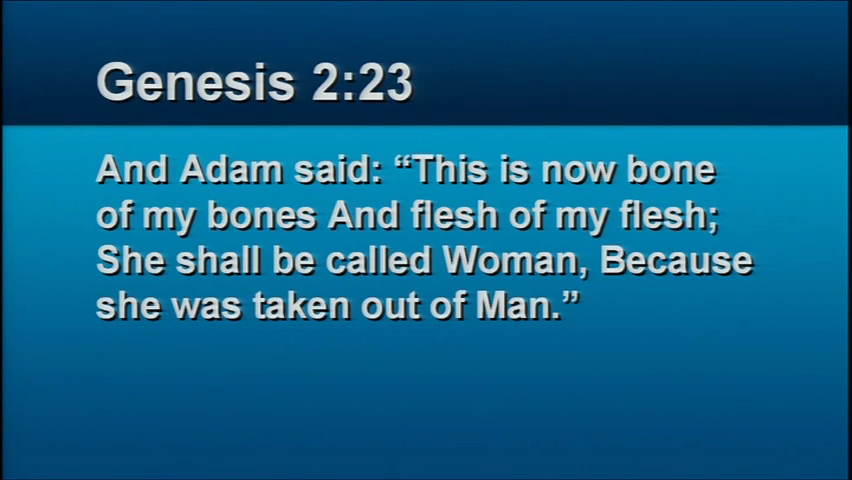 Genesis 2:23
And Adam said: “This is now bone
of my bones And flesh of my flesh;
She shall be called Woman, Because
she was taken out of Man.”